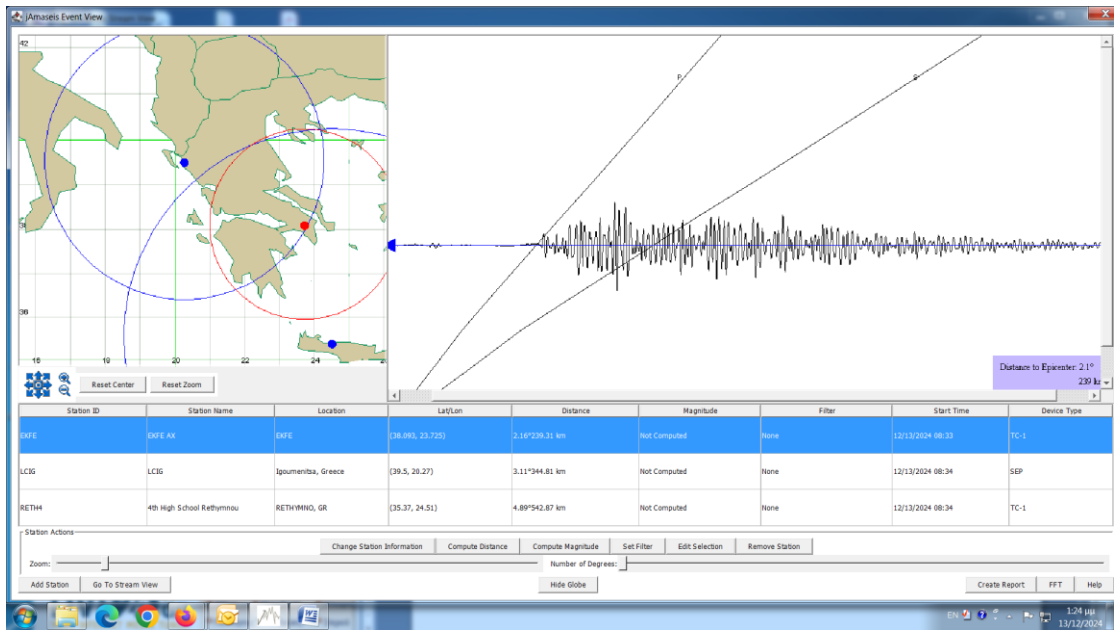 jAmaseis Event View
42
39
36
16 18 20 22 24 26
P
S
Distance to Epicenter: 2.1°
239 k
Reset Center Reset Zoom
Station ID Station Name Location Lat/Lon Distance Magnitude Filter Start Time Device Type
EKFE EKFE AX EKFE (38.093, 23.725) 2.16°239.31 km Not Computed None 12/13/2024 08:33 TC-1
LCIG LCIG Igoumenitsa, Greece (39.5, 20.27) 3.11°344.81 km Not Computed None 12/13/2024 08:34 SEP
RETH4 4th High School Rethymnou RETHYMNO, GR (35.37, 24.51) 4.89°542.87 km Not Computed None 12/13/2024 08:34 TC-1
Station Actions
Change Station Information Compute Distance Compute Magnitude Set Filter Edit Selection Remove Station
Zoom: Number of Degrees:
Add Station Go To Stream View Hide Globe Create Report FFT Help
EN 1:24 μμ
13/12/2024